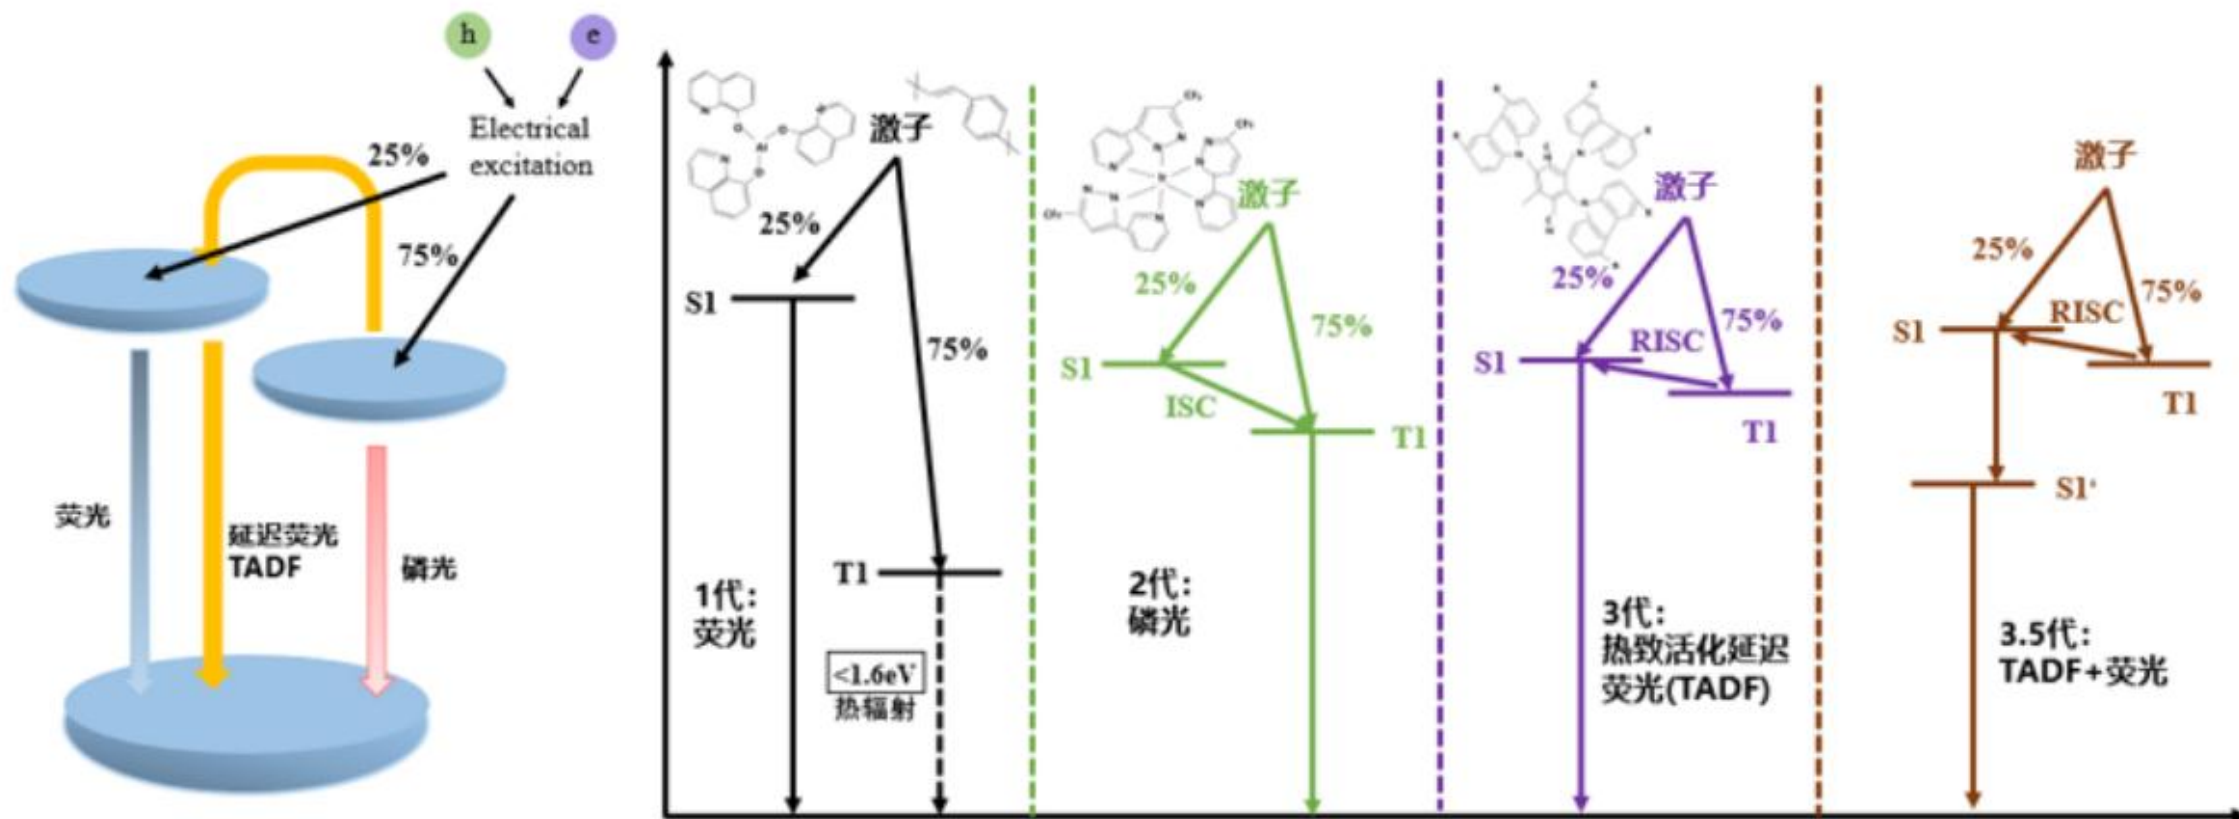 h
e
Electrical
excitation
25%
75%
荧光
延迟荧光
TADF
磷光
激子
25%
S1
75%
T1
1代：
荧光
<1.6eV
热辐射
CF₃
CF₃
CF₃
激子
25%
75%
S1
ISC
T1
2代：
磷光
激子
25%
RISC
75%
S1
T1
3代：
热致活化延迟
荧光(TADF)
激子
25%
RISC
75%
S1
T1
S1'
3.5代：
TADF+荧光